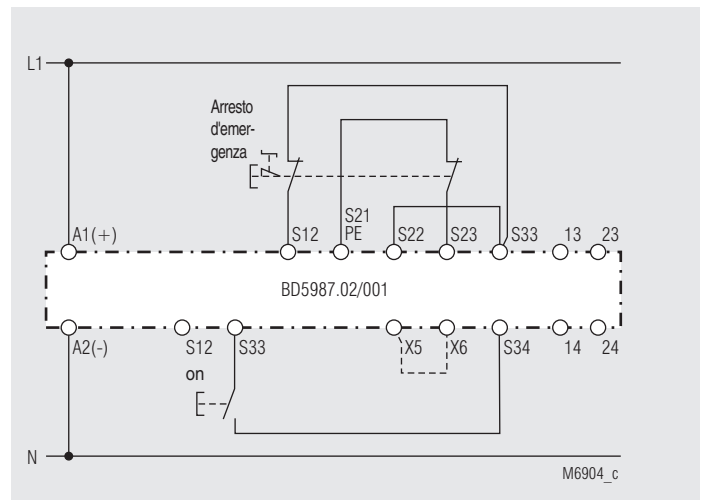 L1
Arresto
d'emer-
genza
A1(+)
S12
S21
PE
S22
S23
S33
13
23
BD5987.02/001
A2(-)
S12
S33
X5
X6
S34
14
24
on
N
M6904_c